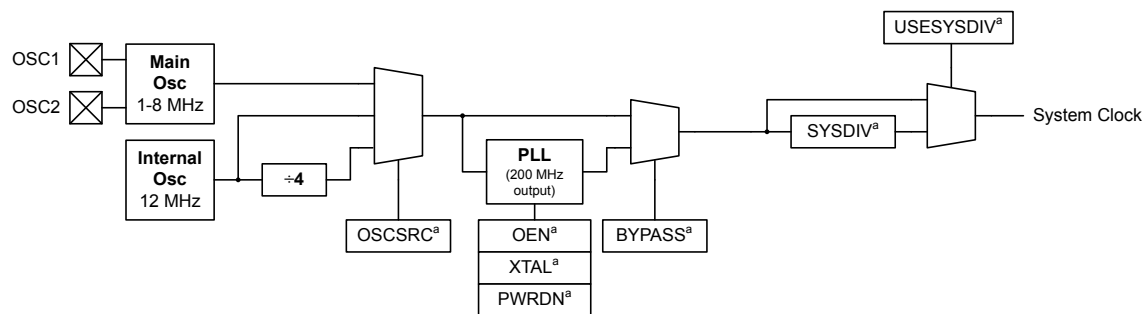 USESYSDIVᵃ
OSC1
OSC2
Main
Osc
1-8 MHz
Internal
Osc
12 MHz
÷4
OSCSRCᵃ
PLL
(200 MHz
output)
OENᵃ
XTALᵃ
PWRDNᵃ
BYPASSᵃ
SYSDIVᵃ
System Clock